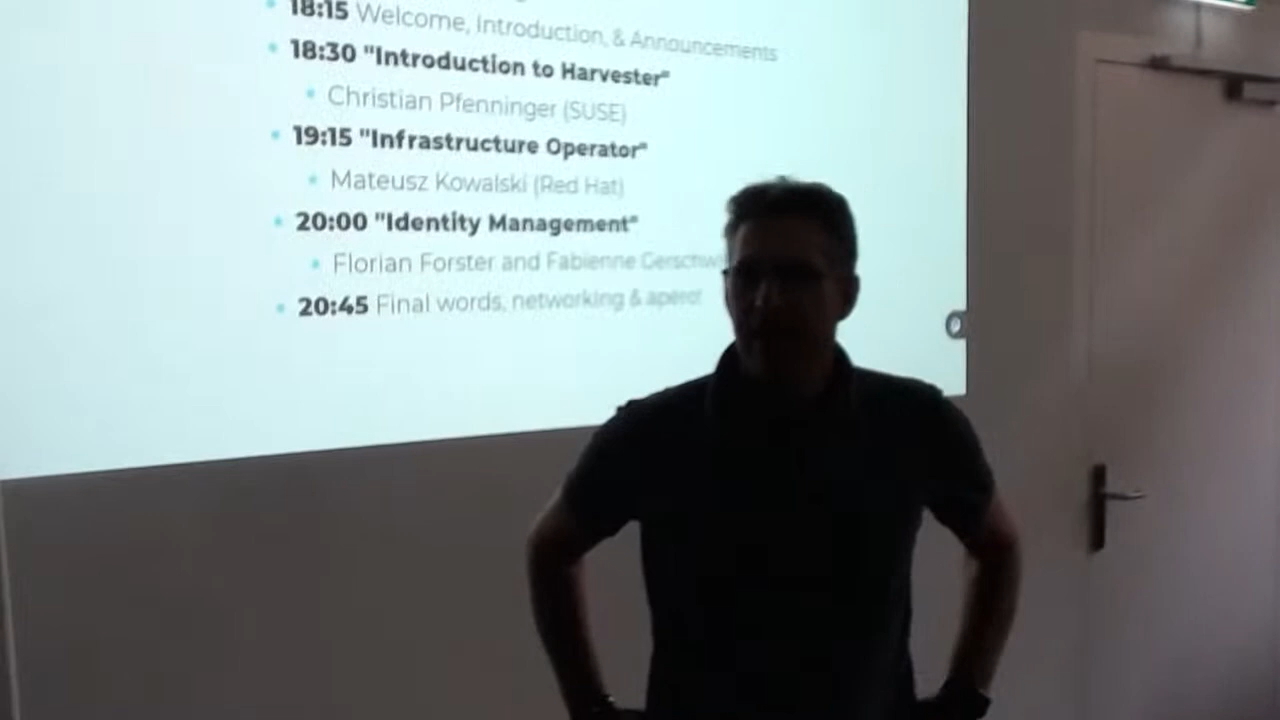 18:15 Welcome, Introduction, & Announcements
18:30 "Introduction to Harvester"
Christian Pfenninger (SUSE)
19:15 "Infrastructure Operator"
Mateusz Kowalski (Red Hat)
20:00 "Identity Management"
Florian Forster and Fabienne
20:45 Final words, networking & apero!